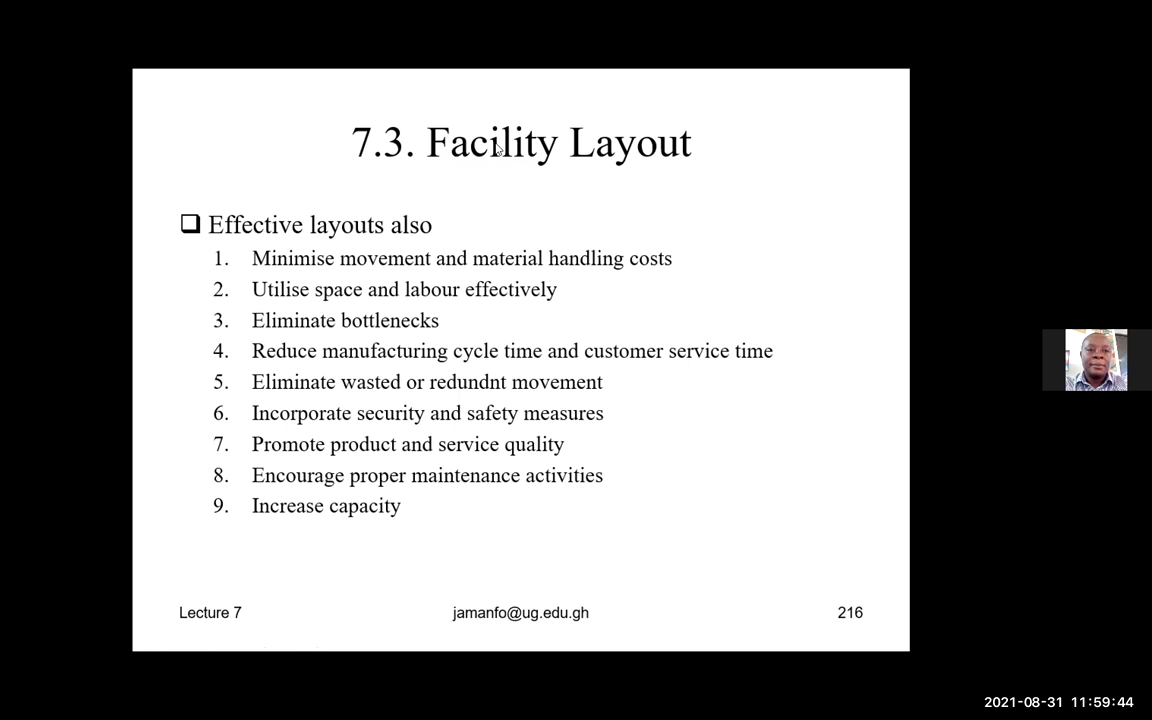 7.3. Facility Layout
❑ Effective layouts also
1. Minimise movement and material handling costs
2. Utilise space and labour effectively
3. Eliminate bottlenecks
4. Reduce manufacturing cycle time and customer service time
5. Eliminate wasted or redundnt movement
6. Incorporate security and safety measures
7. Promote product and service quality
8. Encourage proper maintenance activities
9. Increase capacity
Lecture 7 jamanfo@ug.edu.gh 216
2021-08-31 11:59:44